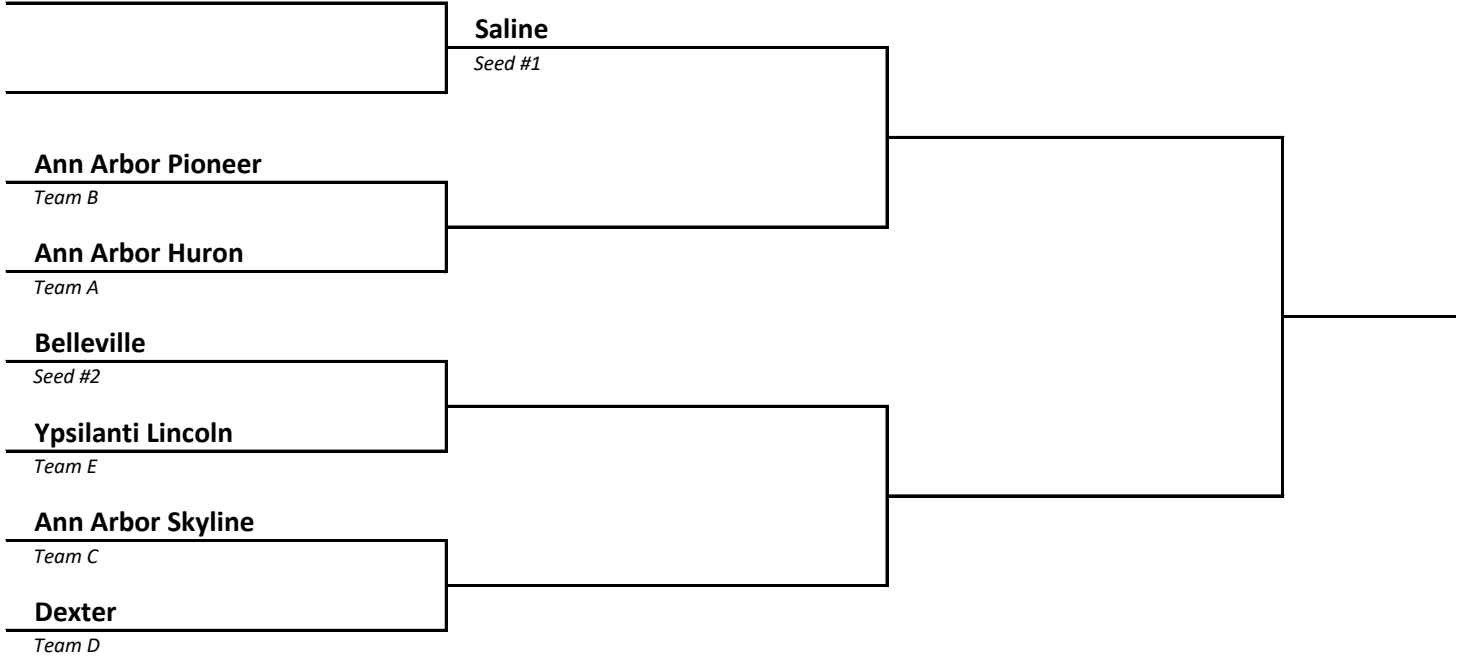 Saline
Seed #1
Ann Arbor Pioneer
Team B
Ann Arbor Huron
Team A
Belleville
Seed #2
Ypsilanti Lincoln
Team E
Ann Arbor Skyline
Team C
Dexter
Team D